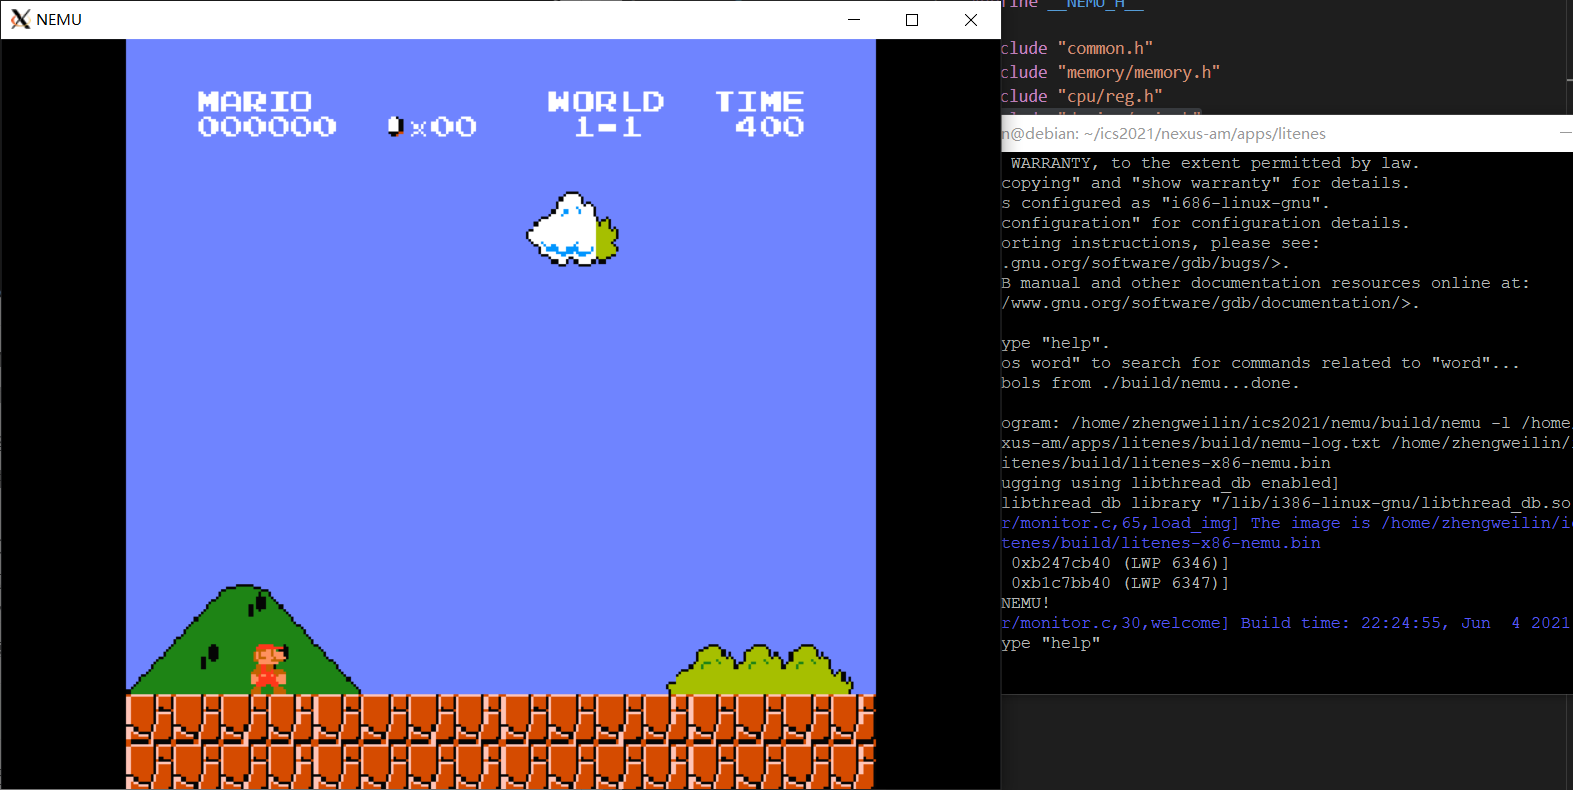 NEMU
MARIO WORLD TIME
000000 x00 1-1 400
__NEMU_H__
clude "common.h"
clude "memory/memory.h"
clude "cpu/reg.h"
n@debian: ~/ics2021/nexus-am/apps/litenes
WARRANTY, to the extent permitted by law.
copying" and "show warranty" for details.
s configured as "i686-linux-gnu".
configuration" for configuration details.
orting instructions, please see:
.gnu.org/software/gdb/bugs/>.
B manual and other documentation resources online at:
/www.gnu.org/software/gdb/documentation/>.
ype "help".
os word" to search for commands related to "word"...
bols from ./build/nemu...done.
ogram: /home/zhengweilin/ics2021/nemu/build/nemu -l /home
xus-am/apps/litenes/build/nemu-log.txt /home/zhengweilin/
itenes/build/litenes-x86-nemu.bin
ugging using libthread_db enabled]
libthread_db library "/lib/i386-linux-gnu/libthread_db.so
r/monitor.c,65,load_img] The image is /home/zhengweilin/i
tenes/build/litenes-x86-nemu.bin
0xb247cb40 (LWP 6346)]
0xb1c7bb40 (LWP 6347)]
NEMU!
r/monitor.c,30,welcome] Build time: 22:24:55, Jun  4 2021
ype "help"